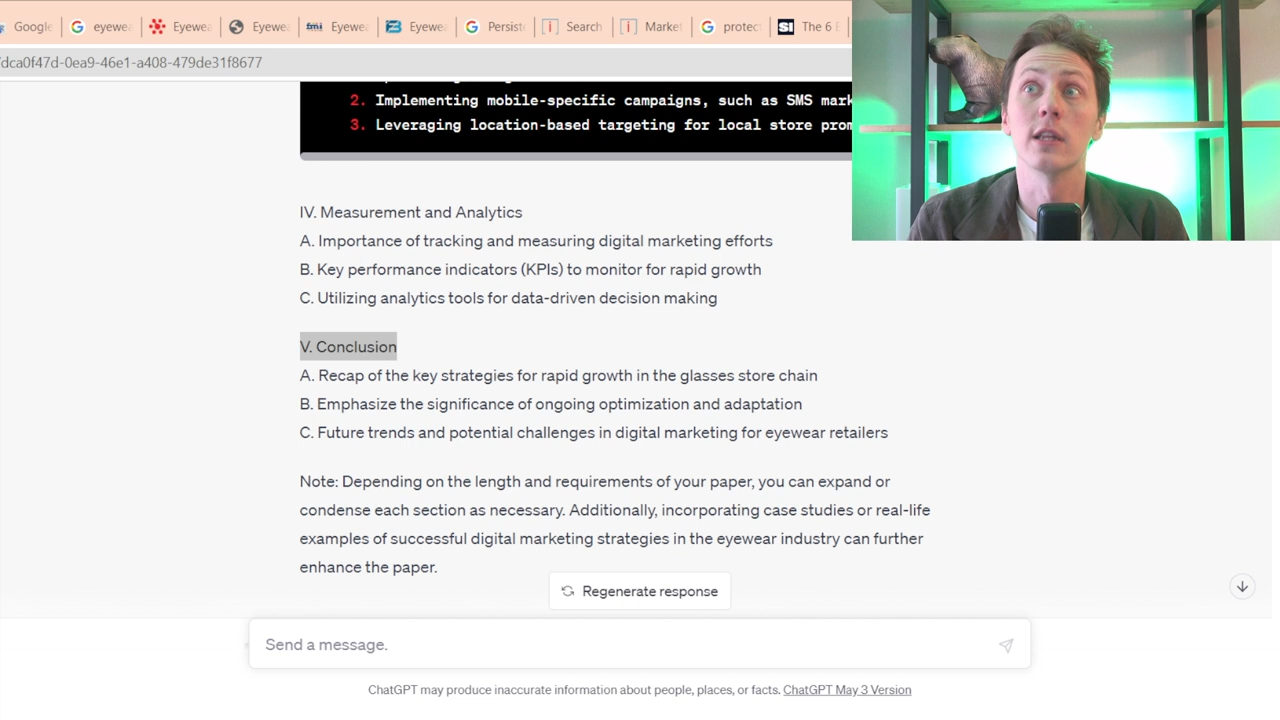 Google
eyewea
Eyewea
Eyewe
fmi Eyewea
Eyewea
Persist
Search
Market
protec
SI The 6 E
dca0f47d-0ea9-46e1-a408-479de31f8677
2. Implementing mobile-specific campaigns, such as SMS mark
3. Leveraging location-based targeting for local store prom
IV. Measurement and Analytics
A. Importance of tracking and measuring digital marketing efforts
B. Key performance indicators (KPIs) to monitor for rapid growth
C. Utilizing analytics tools for data-driven decision making
V. Conclusion
A. Recap of the key strategies for rapid growth in the glasses store chain
B. Emphasize the significance of ongoing optimization and adaptation
C. Future trends and potential challenges in digital marketing for eyewear retailers
Note: Depending on the length and requirements of your paper, you can expand or
condense each section as necessary. Additionally, incorporating case studies or real-life
examples of successful digital marketing strategies in the eyewear industry can further
enhance the paper.
Regenerate response
Send a message.
ChatGPT may produce inaccurate information about people, places, or facts. ChatGPT May 3 Version